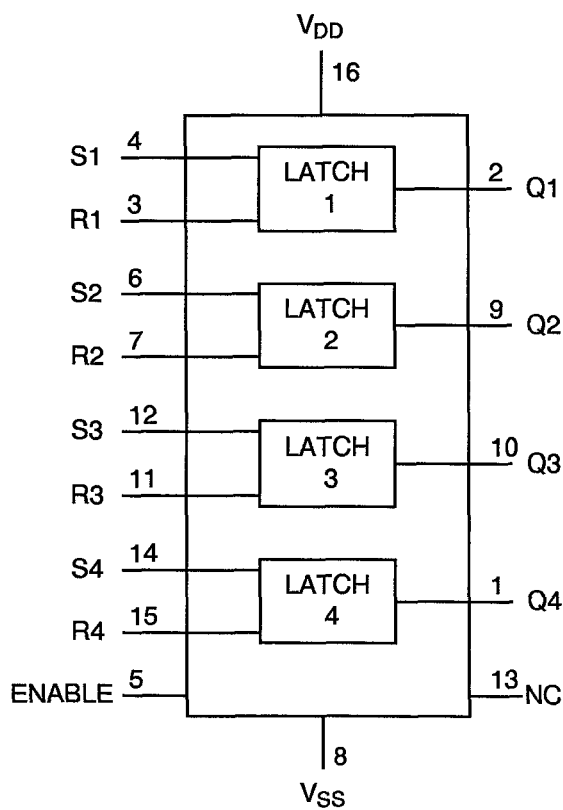 VDD
16
S1 4
LATCH
1
2 Q1
R1 3
S2 6
LATCH
2
9 Q2
R2 7
S3 12
LATCH
3
10 Q3
R3 11
S4 14
LATCH
4
1 Q4
R4 15
ENABLE 5
13 NC
8
VSS